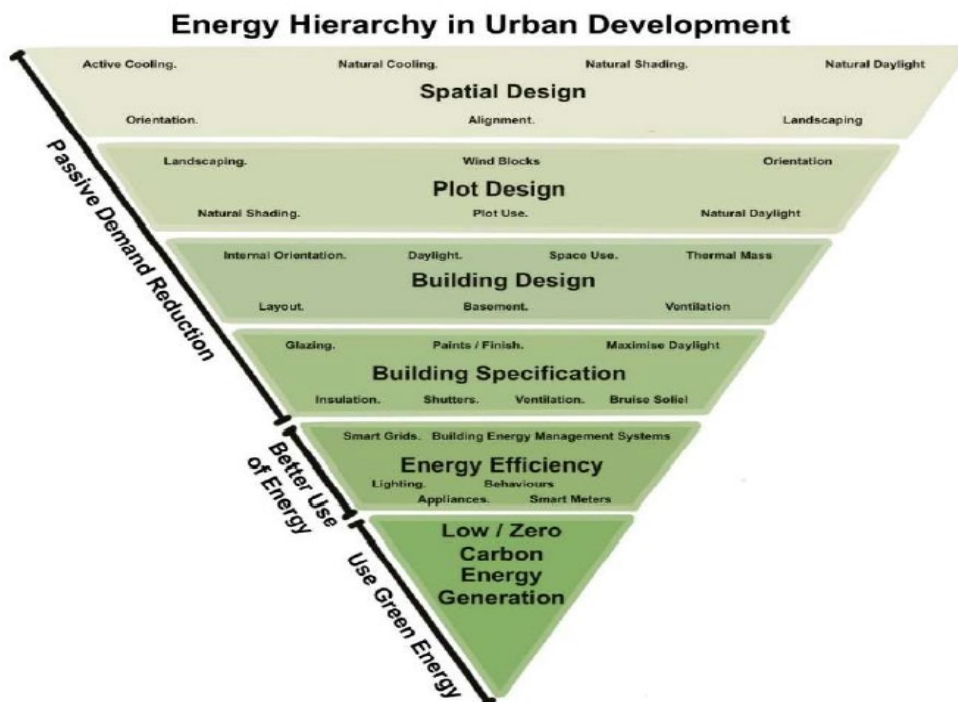 Energy Hierarchy in Urban Development
Active Cooling. Natural Cooling. Natural Shading. Natural Daylight
Spatial Design
Orientation. Alignment. Landscaping
Landscaping. Wind Blocks Orientation
Plot Design
Natural Shading. Plot Use. Natural Daylight
Internal Orientation. Daylight. Space Use. Thermal Mass
Building Design
Layout. Basement. Ventilation
Glazing. Paints / Finish. Maximise Daylight
Building Specification
Insulation. Shutters. Ventilation. Bruise Soliel
Smart Grids. Building Energy Management Systems
Energy Efficiency
Lighting. Behaviours
Appliances. Smart Meters
Low / Zero
Carbon
Energy
Generation
Passive Demand Reduction
Better Use
of Energy
Use Green Energy